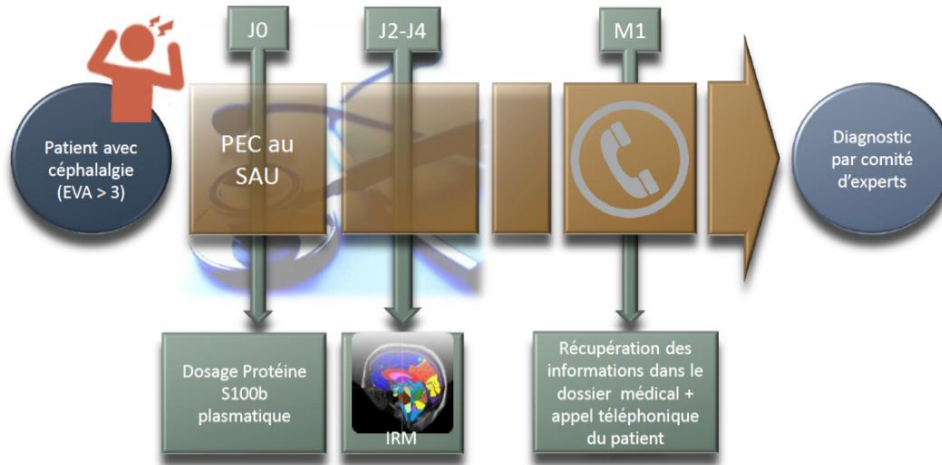 J0
J2-J4
M1
Patient avec
céphalalgie
(EVA > 3)
PEC au
SAU
Diagnostic
par comité
d'experts
Dosage Protéine
S100b
plasmatique
IRM
Récupération des
informations dans le
dossier médical +
appel téléphonique
du patient